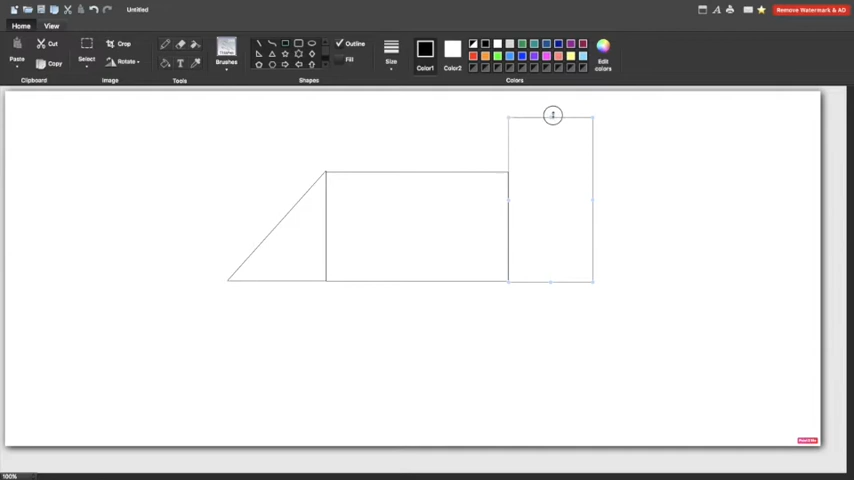 Untitled
Remove Watermark & AD
Home View
Paste Cut Copy Clipboard
Select Crop Rotate Image
Tools
Brushes
Outline Fill Shapes
Size
Color1 Color2 Colors Edit colors
100%